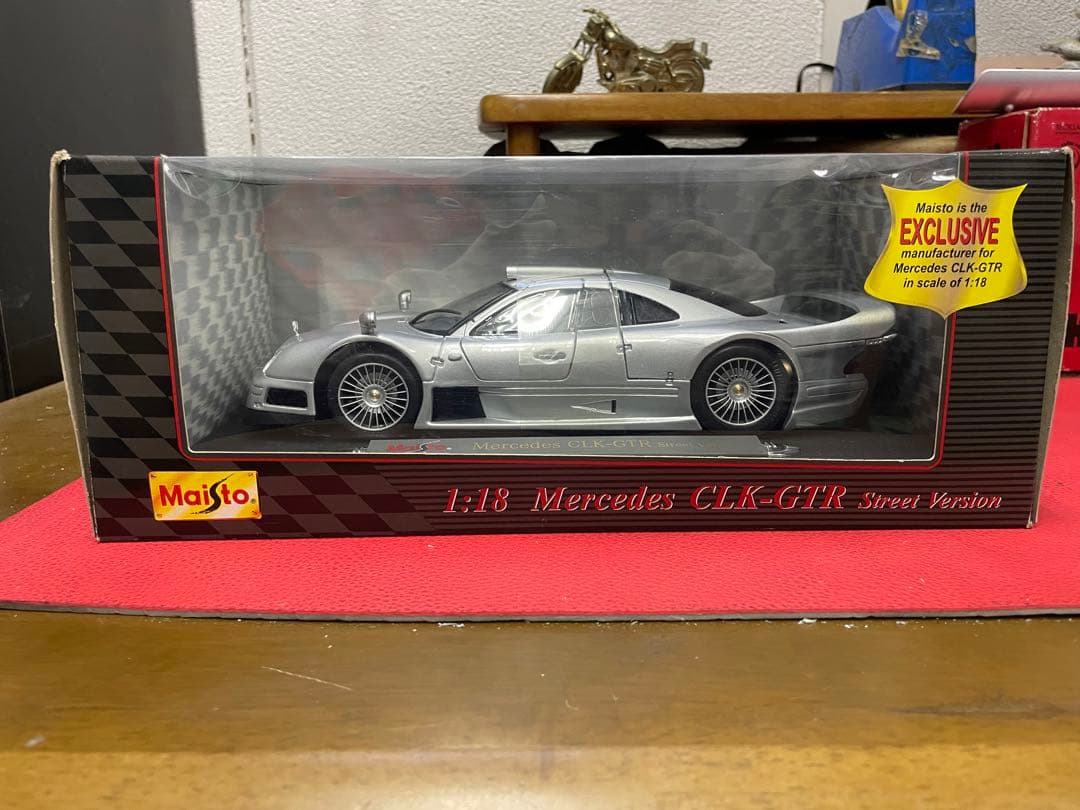 Maisto is the
EXCLUSIVE
manufacturer for
Mercedes CLK-GTR
in scale of 1:18
Maisto
Mercedes CLK-GTR Street
Maisto
1:18 Mercedes CLK-GTR Street Version